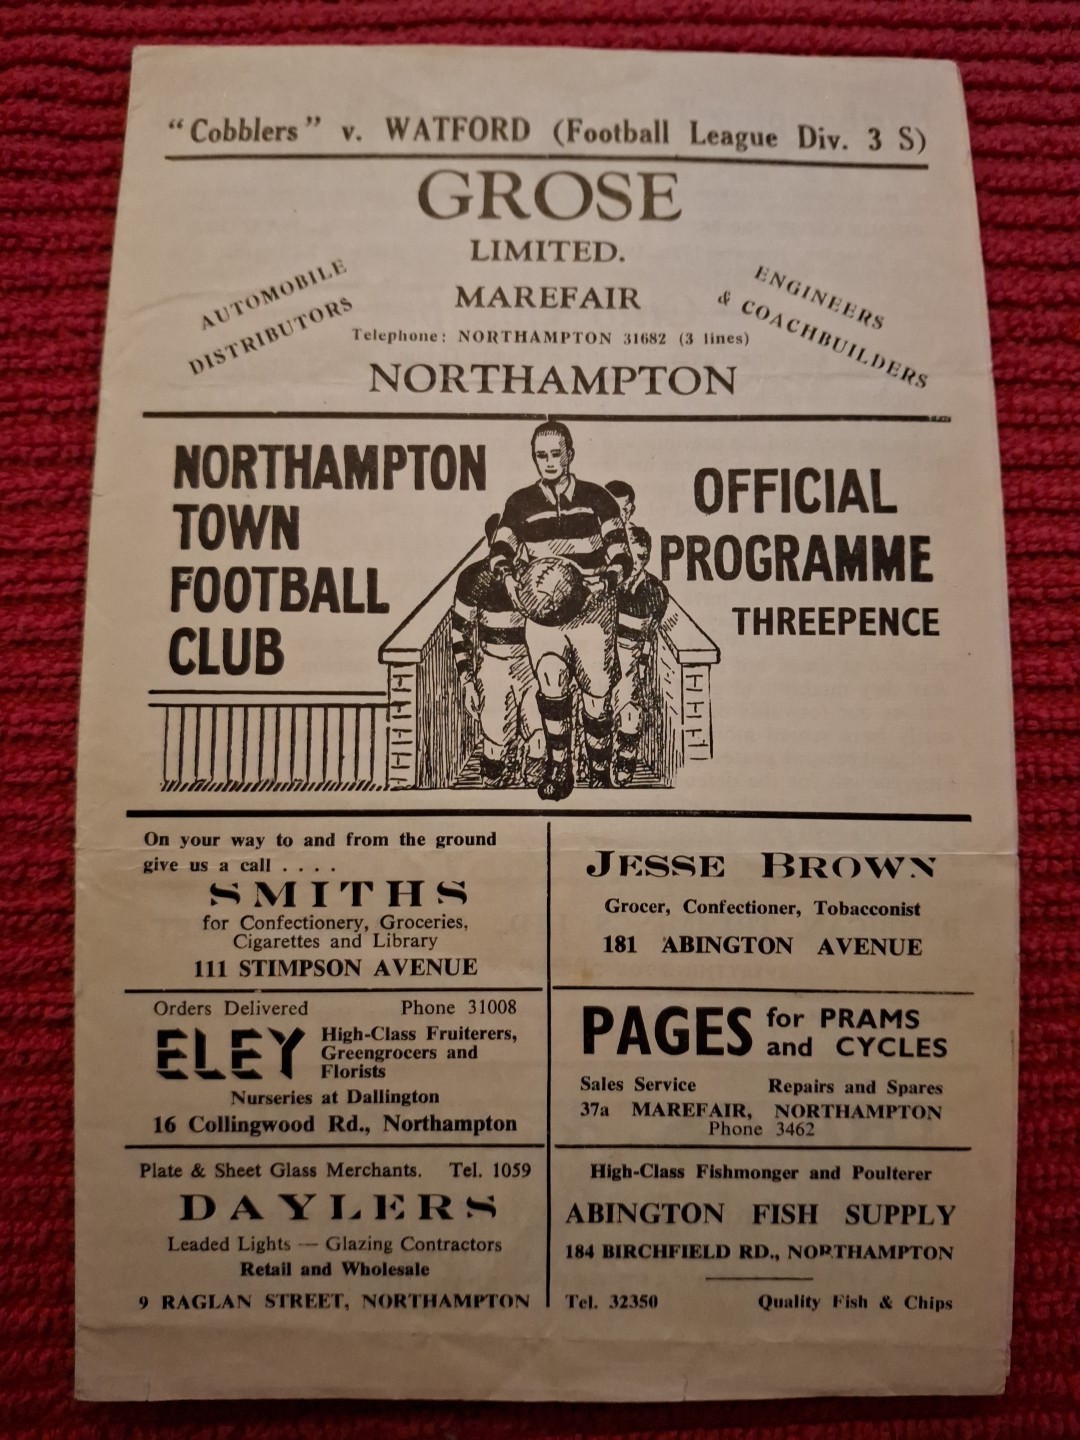 "Cobblers" v. WATFORD (Football League Div. 3 S)
GROSE
LIMITED.
AUTOMOBILE
DISTRIBUTORS
MAREFAIR
ENGINEERS
& COACHBUILDERS
Telephone: NORTHAMPTON 31682 (3 lines)
NORTHAMPTON
NORTHAMPTON
TOWN
FOOTBALL
CLUB
OFFICIAL
PROGRAMME
THREEPENCE
On your way to and from the ground
give us a call . . . .
SMITHS
for Confectionery, Groceries,
Cigarettes and Library
111 STIMPSON AVENUE
JESSE BROWN
Grocer, Confectioner, Tobacconist
181 ABINGTON AVENUE
Orders Delivered Phone 31008
ELEY
High-Class Fruiterers,
Greengrocers and
Florists
Nurseries at Dallington
16 Collingwood Rd., Northampton
PAGES for PRAMS
and CYCLES
Sales Service Repairs and Spares
37a MAREFAIR, NORTHAMPTON
Phone 3462
Plate & Sheet Glass Merchants. Tel. 1059
DAYLERS
Leaded Lights — Glazing Contractors
Retail and Wholesale
9 RAGLAN STREET, NORTHAMPTON
High-Class Fishmonger and Poulterer
ABINGTON FISH SUPPLY
184 BIRCHFIELD RD., NORTHAMPTON
Tel. 32350 Quality Fish & Chips